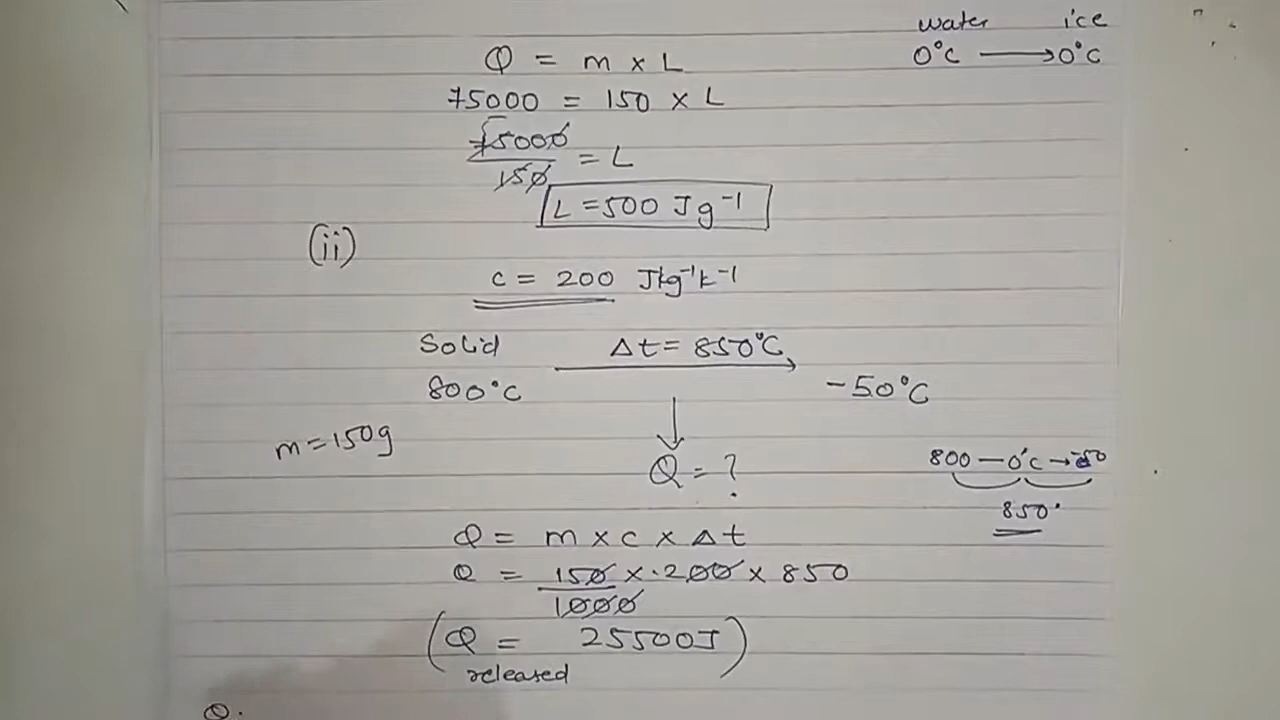 water ice
0°C ⟶ 0°C
Q = m × L
75000 = 150 × L
75000/150 = L
L = 500 Jg⁻¹
(ii)
c = 200 Jkg⁻¹k⁻¹
Solid Δt = 850°C
800°C ⟶ -50°C
m = 150g
Q = ?
800 — 0°C → -50
850°
Q = m × c × Δt
Q = 150/1000 × 200 × 850
(Q = 25500J)
released
Q.